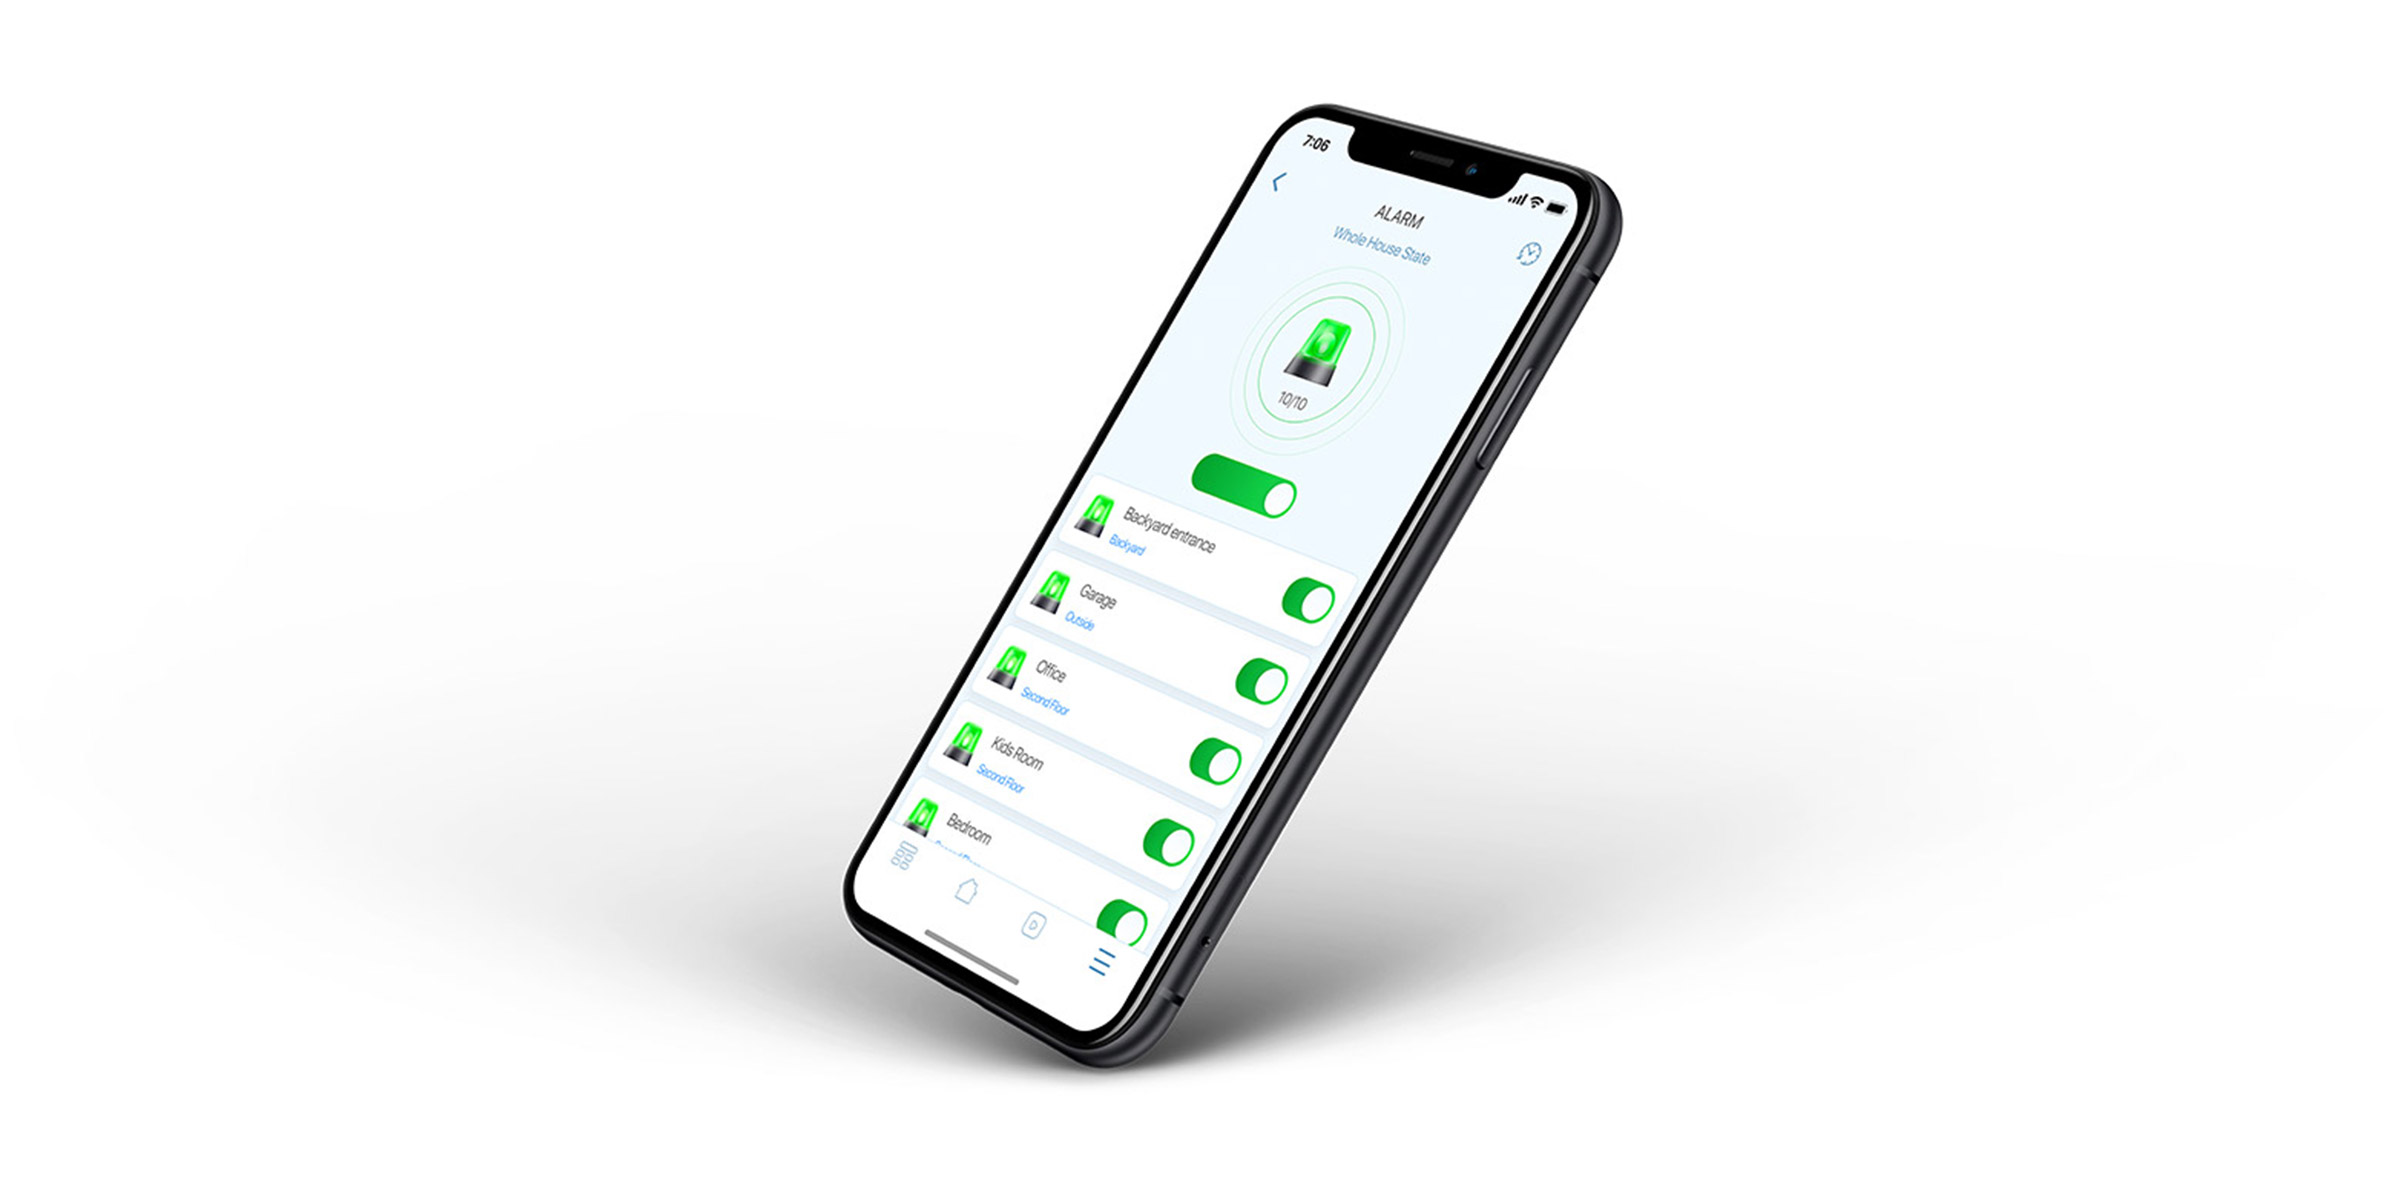 7:06
ALARM
Whole House State
10/10
Backyard entrance
Backyard
Garage
Outside
Office
Second Floor
Kids Room
Second Floor
Bedroom